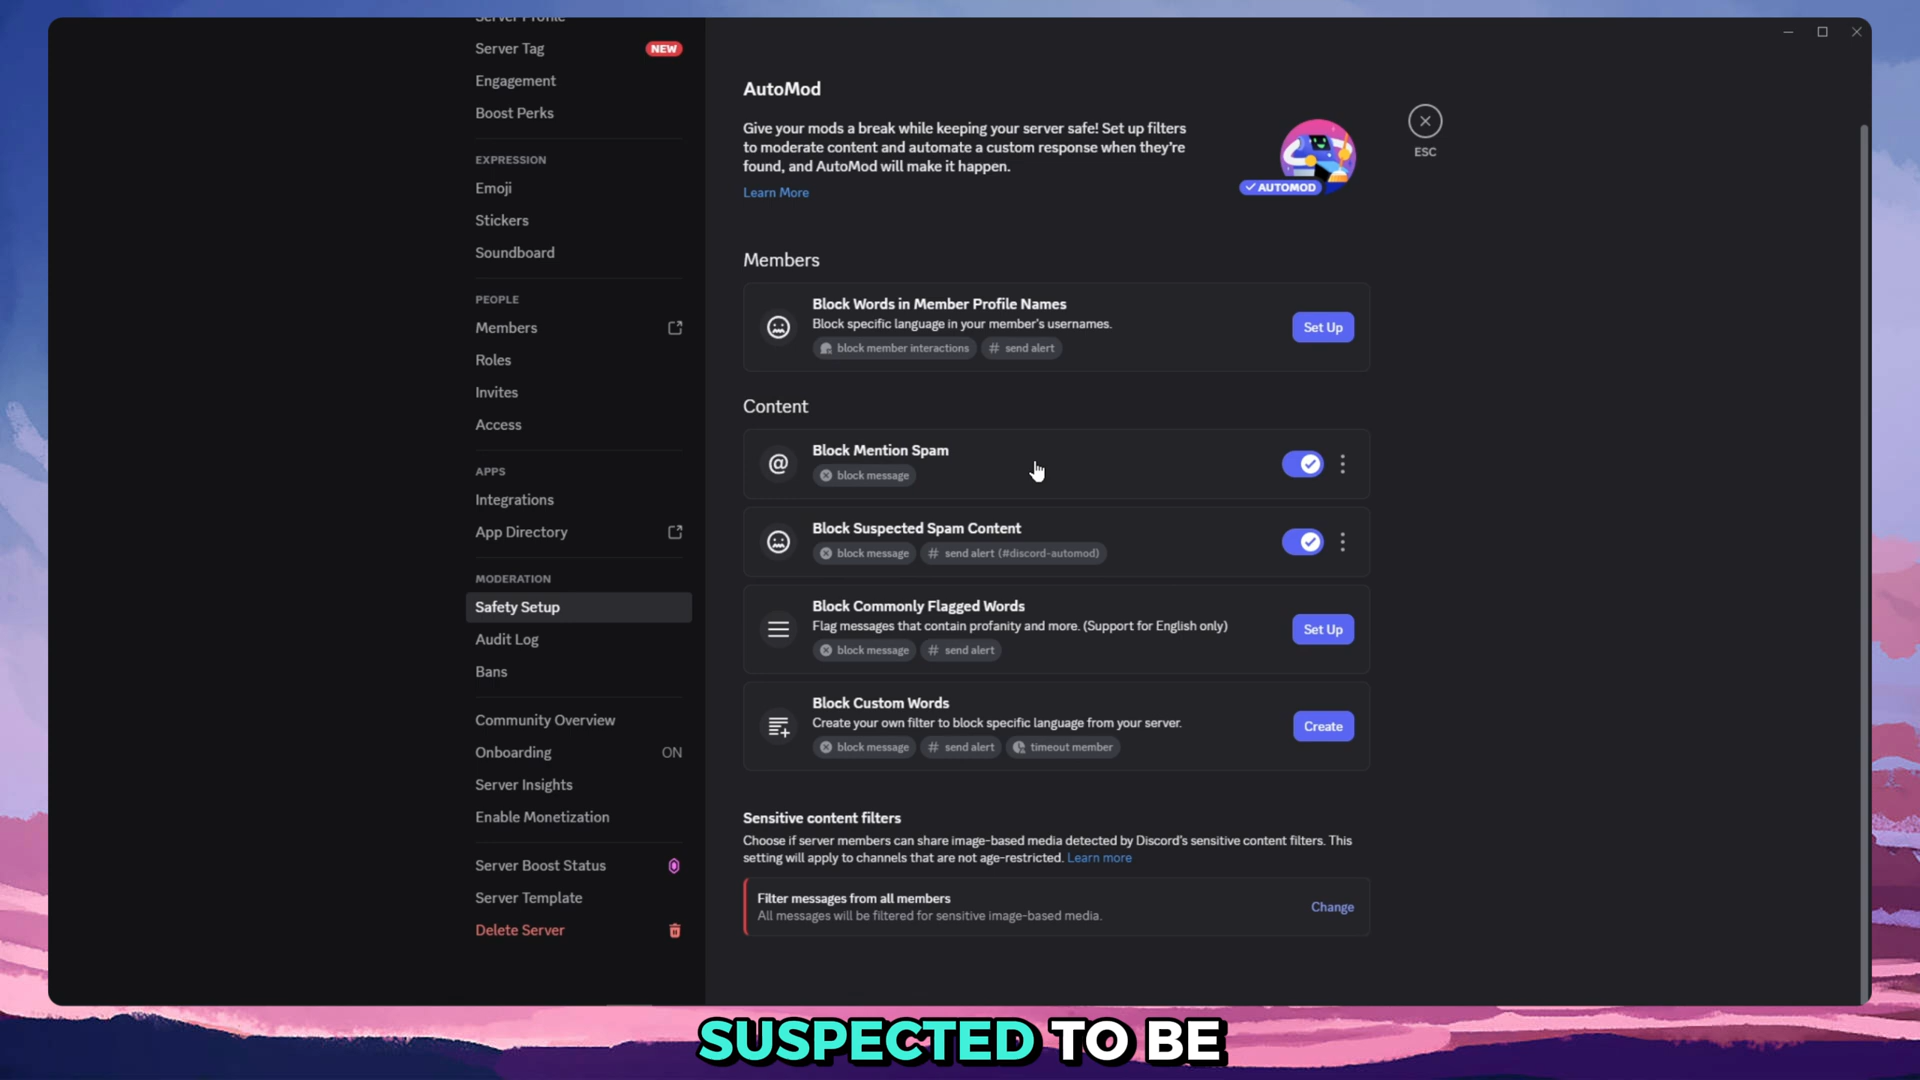 Server Profile
Server Tag
NEW
Engagement
Boost Perks
EXPRESSION
Emoji
Stickers
Soundboard
PEOPLE
Members
Roles
Invites
Access
APPS
Integrations
App Directory
MODERATION
Safety Setup
Audit Log
Bans
Community Overview
Onboarding ON
Server Insights
Enable Monetization
Server Boost Status
Server Template
Delete Server
AutoMod
Give your mods a break while keeping your server safe! Set up filters
to moderate content and automate a custom response when they're
found, and AutoMod will make it happen.
Learn More
AUTOMOD
ESC
Members
Block Words in Member Profile Names
Block specific language in your member's usernames.
block member interactions # send alert
Set Up
Content
@ Block Mention Spam
block message
Block Suspected Spam Content
block message # send alert (#discord-automod)
Block Commonly Flagged Words
Flag messages that contain profanity and more. (Support for English only)
block message # send alert
Set Up
Block Custom Words
Create your own filter to block specific language from your server.
block message # send alert timeout member
Create
Sensitive content filters
Choose if server members can share image-based media detected by Discord's sensitive content filters. This
setting will apply to channels that are not age-restricted. Learn more
Filter messages from all members
All messages will be filtered for sensitive image-based media.
Change
SUSPECTED TO BE